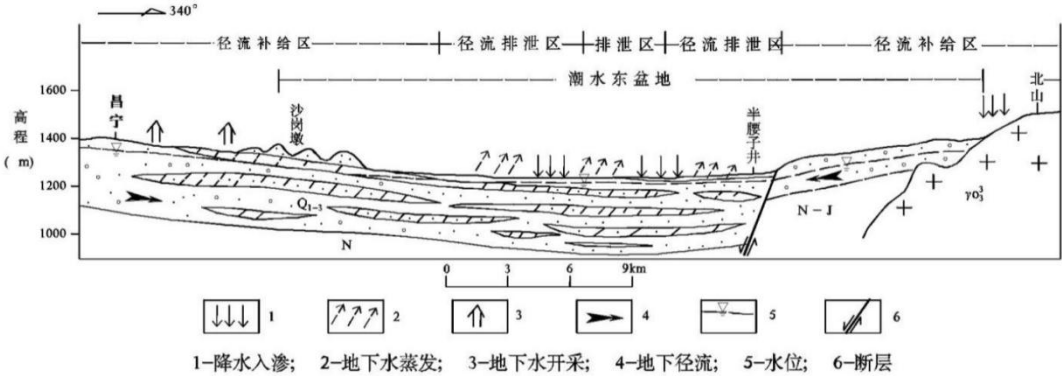 340°
径流补给区 径流排泄区 排泄区 径流排泄区 径流补给区
潮水东盆地
高程(m)
1600
1400
1200
1000
昌宁
沙岗墩
半腰子井
北山
Q₁₋₃
N
N-J
γο₃³
0 3 6 9km
1 2 3 4 5 6
1-降水入渗; 2-地下水蒸发; 3-地下水开采; 4-地下径流; 5-水位; 6-断层